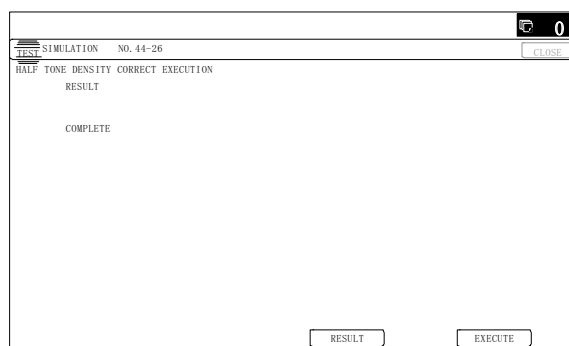 0
TEST SIMULATION NO. 44-26 CLOSE
HALF TONE DENSITY CORRECT EXECUTION
RESULT
COMPLETE
RESULT EXECUTE